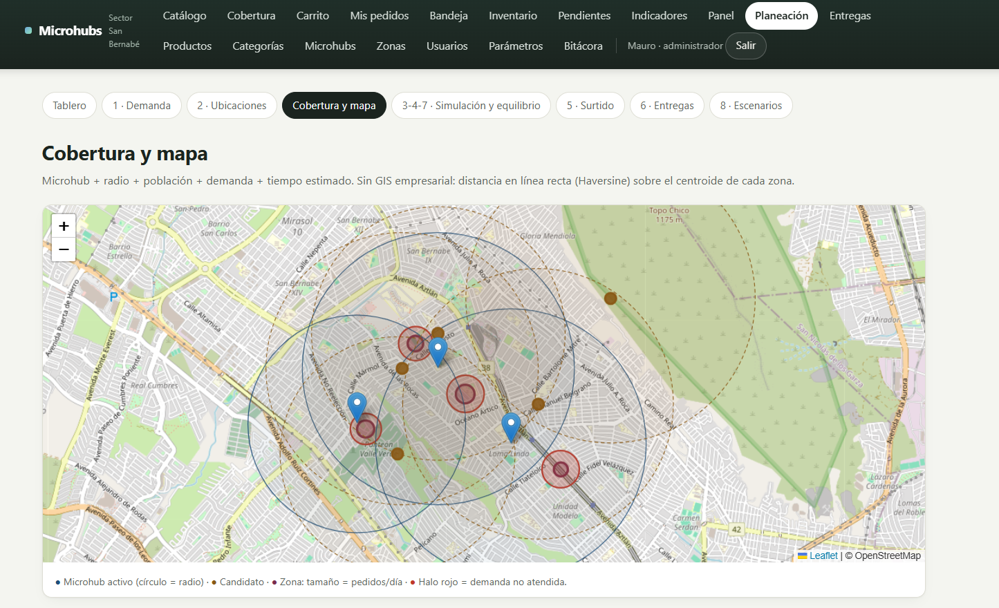 Microhubs
Sector
San
Bernabé
Catálogo
Cobertura
Carrito
Mis pedidos
Bandeja
Inventario
Pendientes
Indicadores
Panel
Planeación
Entregas
Productos
Categorías
Microhubs
Zonas
Usuarios
Parámetros
Bitácora
Mauro · administrador
Salir
Tablero
1 · Demanda
2 · Ubicaciones
Cobertura y mapa
3-4-7 · Simulación y equilibrio
5 · Surtido
6 · Entregas
8 · Escenarios
Cobertura y mapa
Microhub + radio + población + demanda + tiempo estimado. Sin GIS empresarial: distancia en línea recta (Haversine) sobre el centroide de cada zona.
+
−
San Pedro
Barrio
San Carlos
Mirasol
10
San Bernabe
XII
Topo Chico
1175 m
Gloria Mendiola
Barrio
Estrella
Calle Nepenta
San Bernabe
IX
Avenida Julio A. Roca
Avenida Acueducto
San Bernabe
XIV
Avenida Aztlán
Avenida Puerta de Hierro
P
Calle Altamisa
El Mirador
San Nicolás de los Garza
Avenida Monte Everest
Real Cumbres
Avenida No Reelección
Calle Mármol
Avenida de las Rocas
38
Calle Bartolomé Mitre
Avenida Julio A. Roca
Calle Manuel Belgrano
Camino Real
Océano Ártico
Avenida Paseo de Cumbres Poniente
Avenida de la Aurora
Avenida Adolfo Ruiz Cortines
Panteón
Valle Verde
Loma Linda
Calle Tlatelolco
Calle Fidel Velázquez
Calle Alejandro de Rodas
Unidad
Modelo
Lázaro
Cárdenas
Lomas
del Roble
Avenida Paseo de los Leones
Carmen
Serdan
42
Avenida Aztlán
Pelícano
Leaflet | © OpenStreetMap
Microhub activo (círculo = radio) · Candidato · Zona: tamaño = pedidos/día · Halo rojo = demanda no atendida.